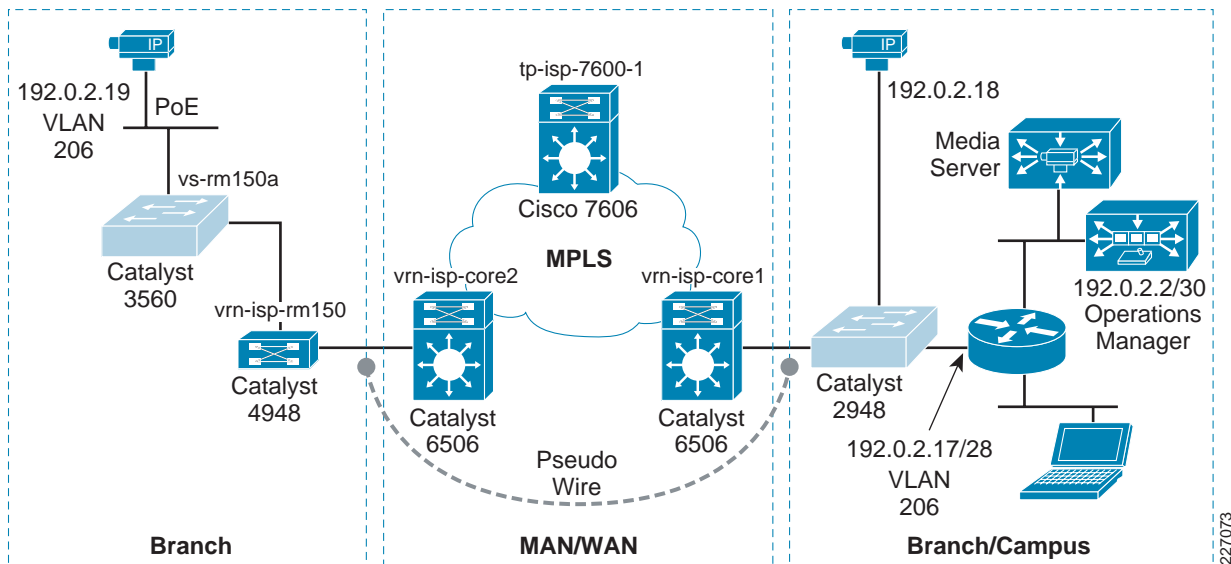 IP
192.0.2.19
VLAN
206
PoE
vs-rm150a
Catalyst
3560
vrn-isp-rm150
Catalyst
4948
Branch
tp-isp-7600-1
Cisco 7606
MPLS
vrn-isp-core2
vrn-isp-core1
Catalyst
6506
Catalyst
6506
Pseudo
Wire
MAN/WAN
IP
192.0.2.18
Media
Server
192.0.2.2/30
Operations
Manager
Catalyst
2948
192.0.2.17/28
VLAN
206
Branch/Campus
227073